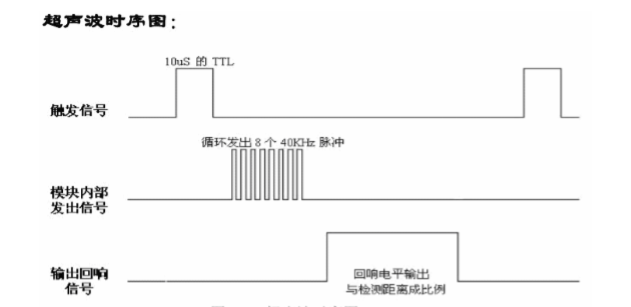 超声波时序图：
10uS 的 TTL
触发信号
循环发出 8 个 40KHz 脉冲
模块内部
发出信号
回响电平输出
与检测距离成比例
输出回响
信号